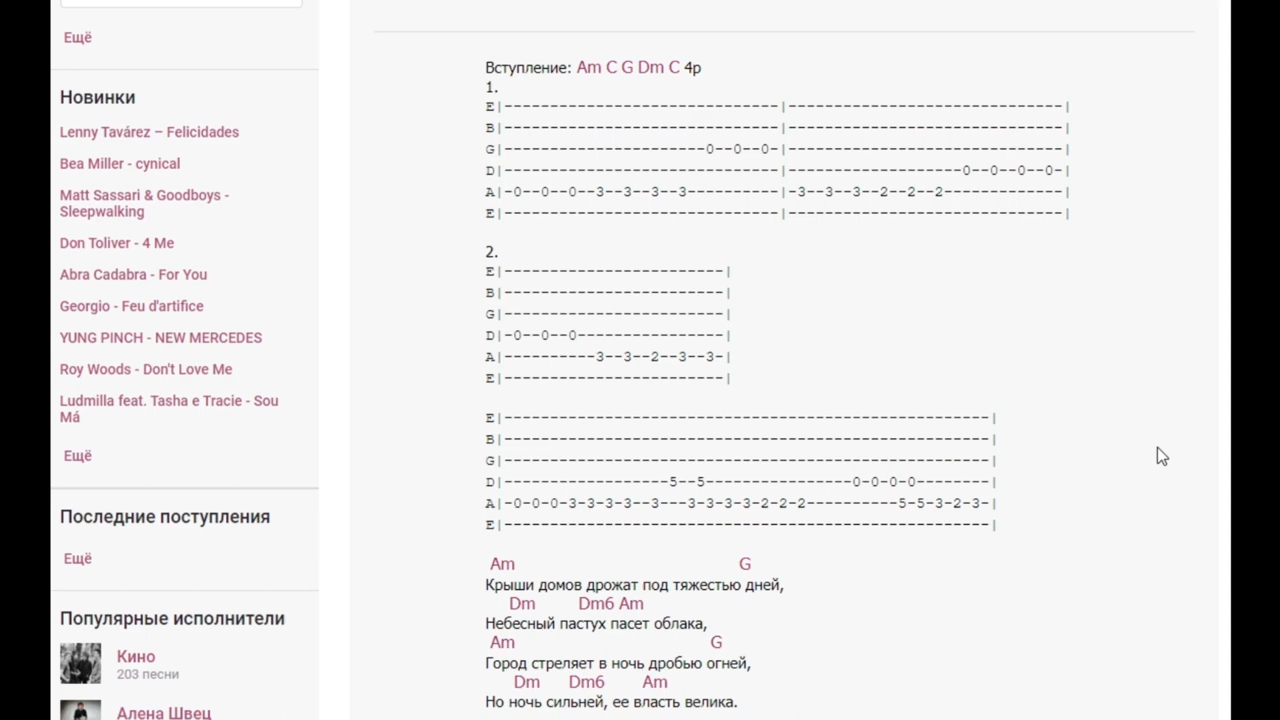 Ещё
Новинки
Lenny Tavárez – Felicidades
Bea Miller - cynical
Matt Sassari & Goodboys -
Sleepwalking
Don Toliver - 4 Me
Abra Cadabra - For You
Georgio - Feu d'artifice
YUNG PINCH - NEW MERCEDES
Roy Woods - Don't Love Me
Ludmilla feat. Tasha e Tracie - Sou
Má
Ещё
Последние поступления
Ещё
Популярные исполнители
Кино
203 песни
Алена Швец
Вступление: Am C G Dm C 4р
1.
E|------------------------------|------------------------------|
B|------------------------------|------------------------------|
G|----------------------0--0--0-|------------------------------|
D|------------------------------|-------------------0--0--0--0-|
A|-0--0--0--3--3--3--3----------|-3--3--3--2--2--2-------------|
E|------------------------------|------------------------------|
2.
E|------------------------|
B|------------------------|
G|------------------------|
D|-0--0--0----------------|
A|----------3--3--2--3--3-|
E|------------------------|
E|-----------------------------------------------------|
B|-----------------------------------------------------|
G|-----------------------------------------------------|
D|------------------5--5----------------0-0-0-0--------|
A|-0-0-0-3-3-3-3--3---3-3-3-3-2-2-2----------5-5-3-2-3-|
E|-----------------------------------------------------|
Am G
Крыши домов дрожат под тяжестью дней,
Dm Dm6 Am
Небесный пастух пасет облака,
Am G
Город стреляет в ночь дробью огней,
Dm Dm6 Am
Но ночь сильней, ее власть велика.